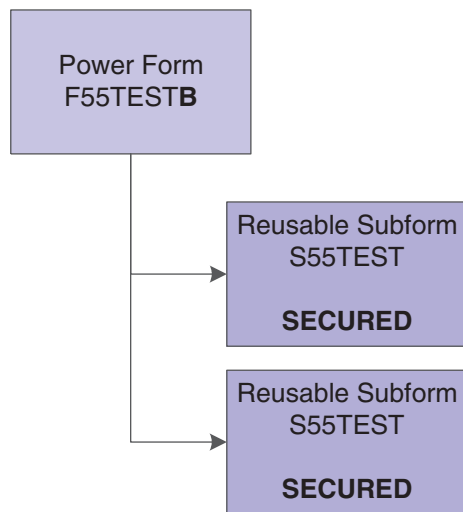 Power Form
F55TESTB
Reusable Subform
S55TEST
SECURED
Reusable Subform
S55TEST
SECURED